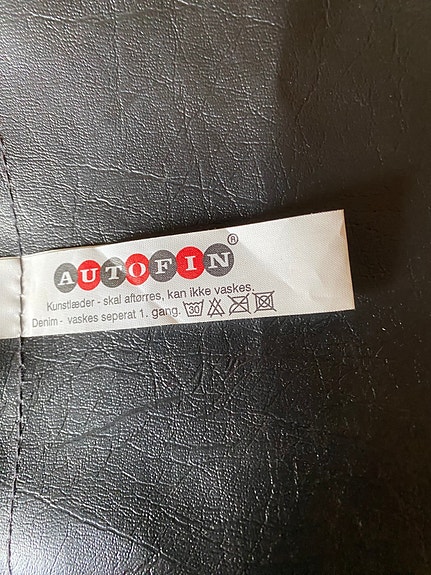 AUTOFIN®
Kunstlæder - skal aftørres, kan ikke vaskes.
Denim - vaskes seperat 1. gang. 30